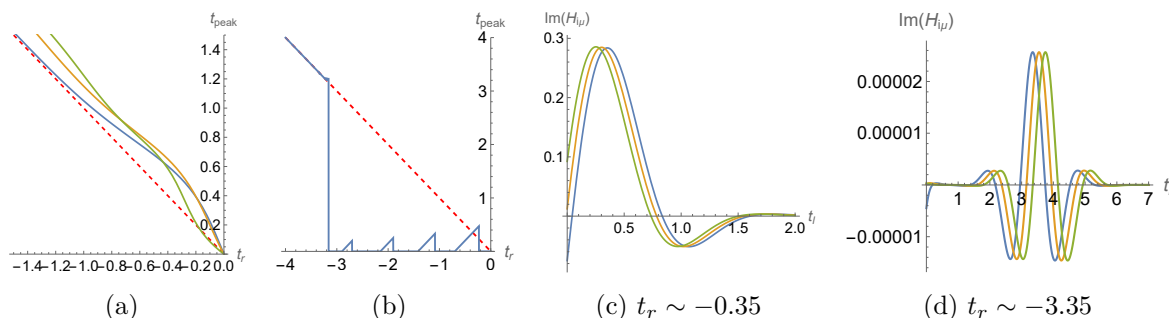 t_peak
1.4
1.2
1.0
0.8
0.6
0.4
0.2
−1.4 −1.2 −1.0 −0.8 −0.6 −0.4 −0.20.0 t_r
(a)
t_peak
4
3
2
1
−4 −3 −2 −1 0 t_r
(b)
Im(H_iμ)
0.3
0.2
0.1
0.5 1.0 1.5 2.0 t_l
(c) t_r ∼ −0.35
Im(H_iμ)
0.00002
0.00001
−0.00001
1 2 3 4 5 6 7
(d) t_r ∼ −3.35